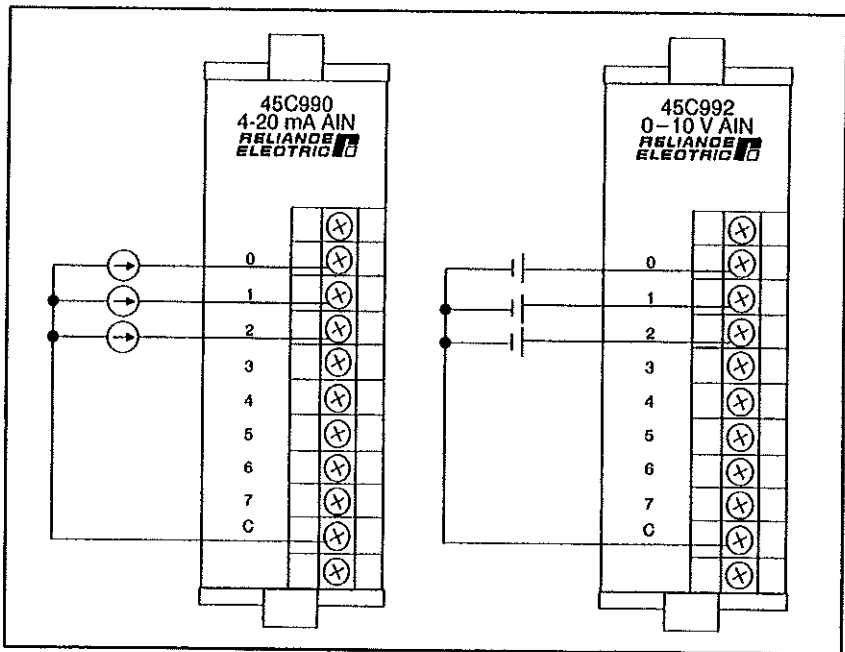 45C990
4-20 mA AIN
RELIANCE
ELECTRIC
0
1
2
3
4
5
6
7
C
45C992
0-10 V AIN
RELIANCE
ELECTRIC
0
1
2
3
4
5
6
7
C